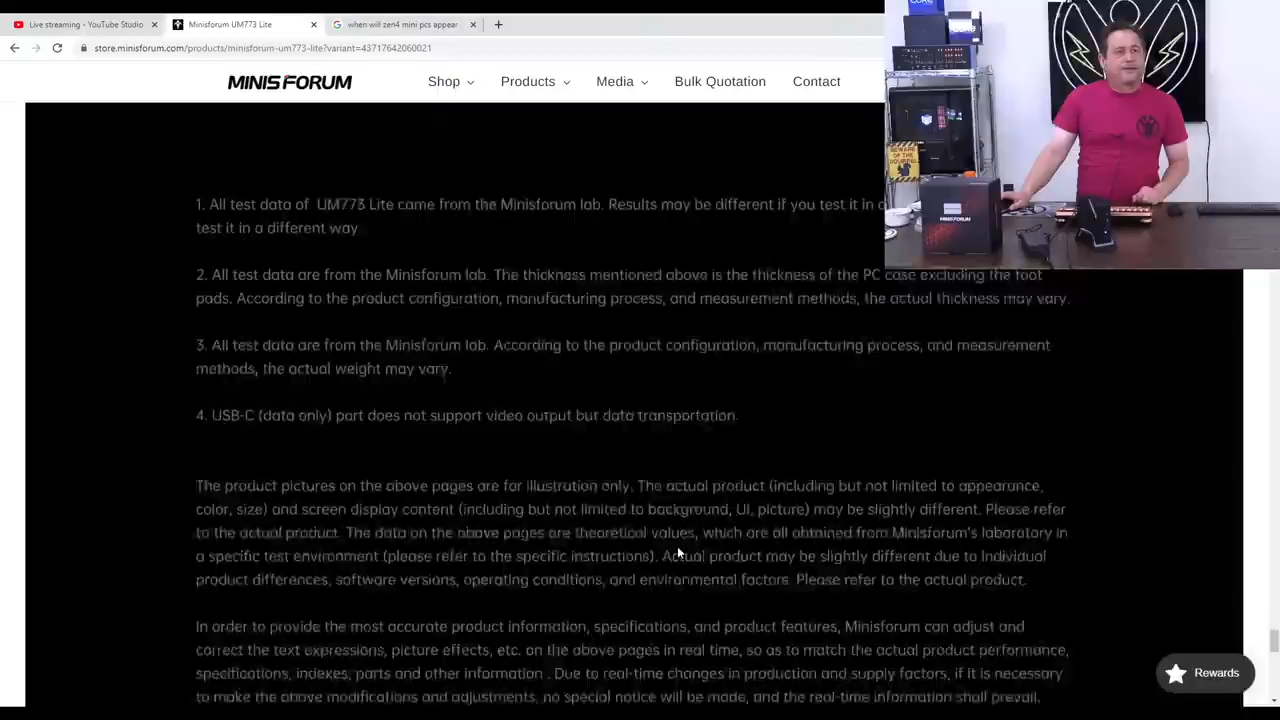 Live streaming - YouTube Studio
Minisforum UM773 Lite
when will zen4 mini pcs appear
store.minisforum.com/products/minisforum-um773-lite?variant=43717642060021
MINISFORUM
Shop
Products
Media
Bulk Quotation
Contact
BEWARE
OF THE
SQUIRREL
MINISFORUM
1. All test data of UM773 Lite came from the Minisforum lab. Results may be different if you test it in
test it in a different way.
2. All test data are from the Minisforum lab. The thickness mentioned above is the thickness of the PC case excluding the foot
pads. According to the product configuration, manufacturing process, and measurement methods, the actual thickness may vary.
3. All test data are from the Minisforum lab. According to the product configuration, manufacturing process, and measurement
methods, the actual weight may vary.
4. USB-C (data only) part does not support video output but data transportation.
The product pictures on the above pages are for illustration only. The actual product (including but not limited to appearance,
color, size) and screen display content (including but not limited to background, UI, picture) may be slightly different. Please refer
to the actual product. The data on the above pages are theoretical values, which are all obtained from Minisforum's laboratory in
a specific test environment (please refer to the specific instructions). Actual product may be slightly different due to individual
product differences, software versions, operating conditions, and environmental factors. Please refer to the actual product.
In order to provide the most accurate product information, specifications, and product features, Minisforum can adjust and
correct the text expressions, picture effects, etc. on the above pages in real time, so as to match the actual product performance,
specifications, indexes, parts and other information . Due to real-time changes in production and supply factors, if it is necessary
to make the above modifications and adjustments, no special notice will be made, and the real-time information shall prevail.
Rewards